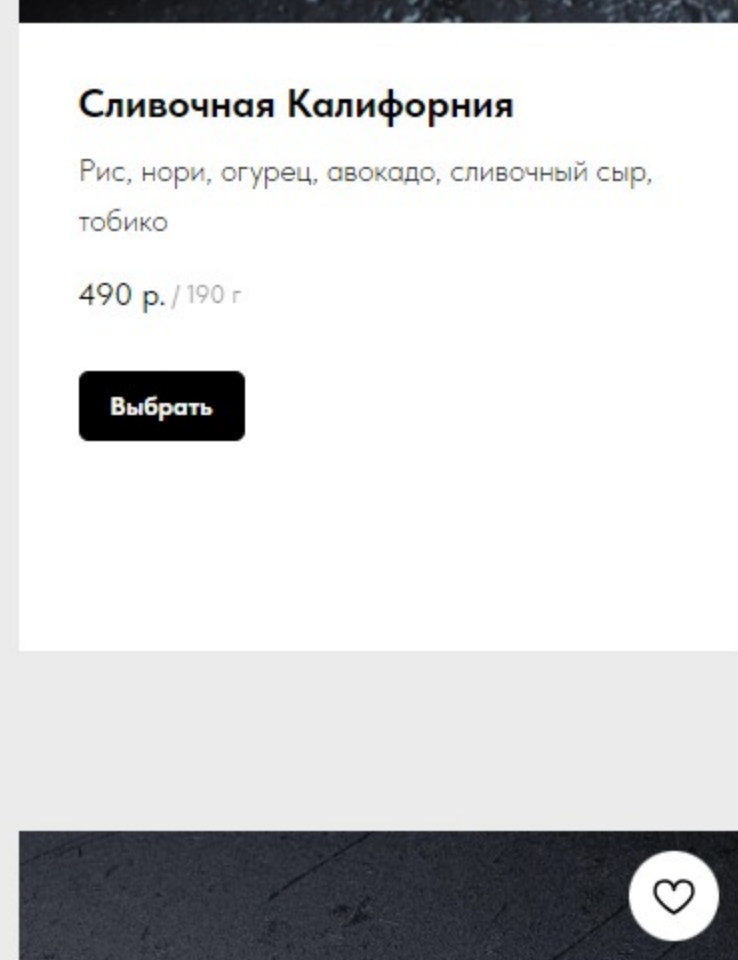 Сливочная Калифорния
Рис, нори, огурец, авокадо, сливочный сыр,
тобико
490 р. / 190 г
Выбрать